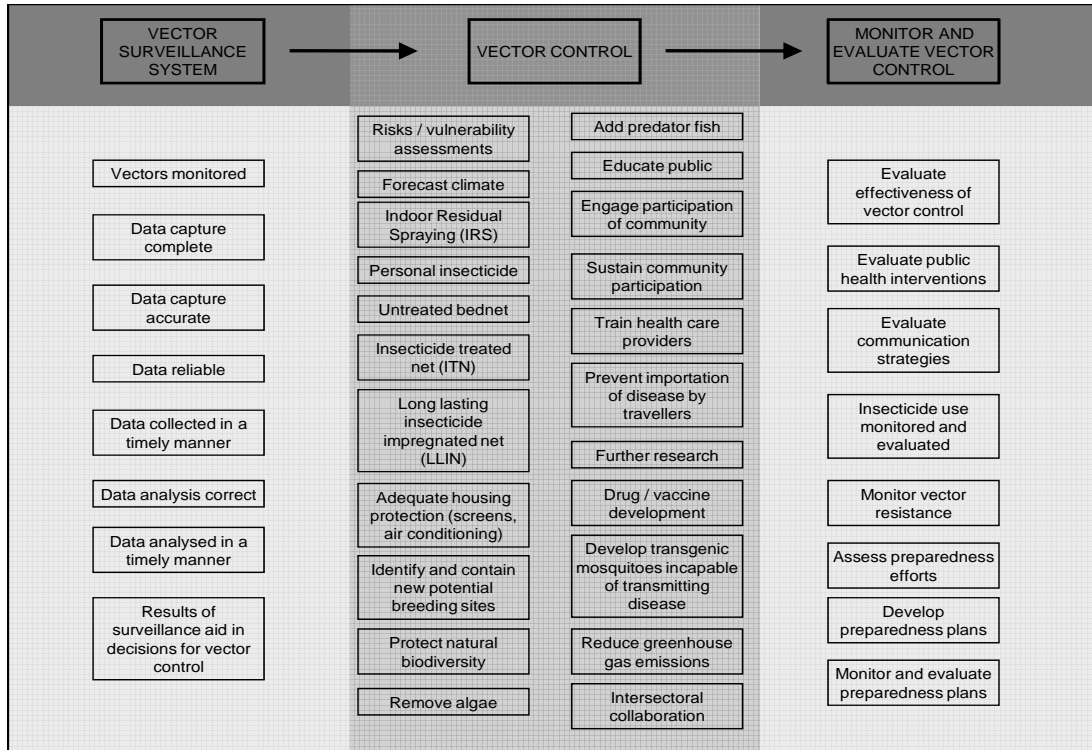 VECTOR
SURVEILLANCE
SYSTEM
VECTOR CONTROL
MONITOR AND
EVALUATE VECTOR
CONTROL
Vectors monitored
Data capture
complete
Data capture
accurate
Data reliable
Data collected in a
timely manner
Data analysis correct
Data analysed in a
timely manner
Results of
surveillance aid in
decisions for vector
control
Risks / vulnerability
assessments
Forecast climate
Indoor Residual
Spraying (IRS)
Personal insecticide
Untreated bednet
Insecticide treated
net (ITN)
Long lasting
insecticide
impregnated net
(LLIN)
Adequate housing
protection (screens,
air conditioning)
Identify and contain
new potential
breeding sites
Protect natural
biodiversity
Remove algae
Add predator fish
Educate public
Engage participation
of community
Sustain community
participation
Train health care
providers
Prevent importation
of disease by
travellers
Further research
Drug / vaccine
development
Develop transgenic
mosquitoes incapable
of transmitting
disease
Reduce greenhouse
gas emissions
Intersectoral
collaboration
Evaluate
effectiveness of
vector control
Evaluate public
health interventions
Evaluate
communication
strategies
Insecticide use
monitored and
evaluated
Monitor vector
resistance
Assess preparedness
efforts
Develop
preparedness plans
Monitor and evaluate
preparedness plans